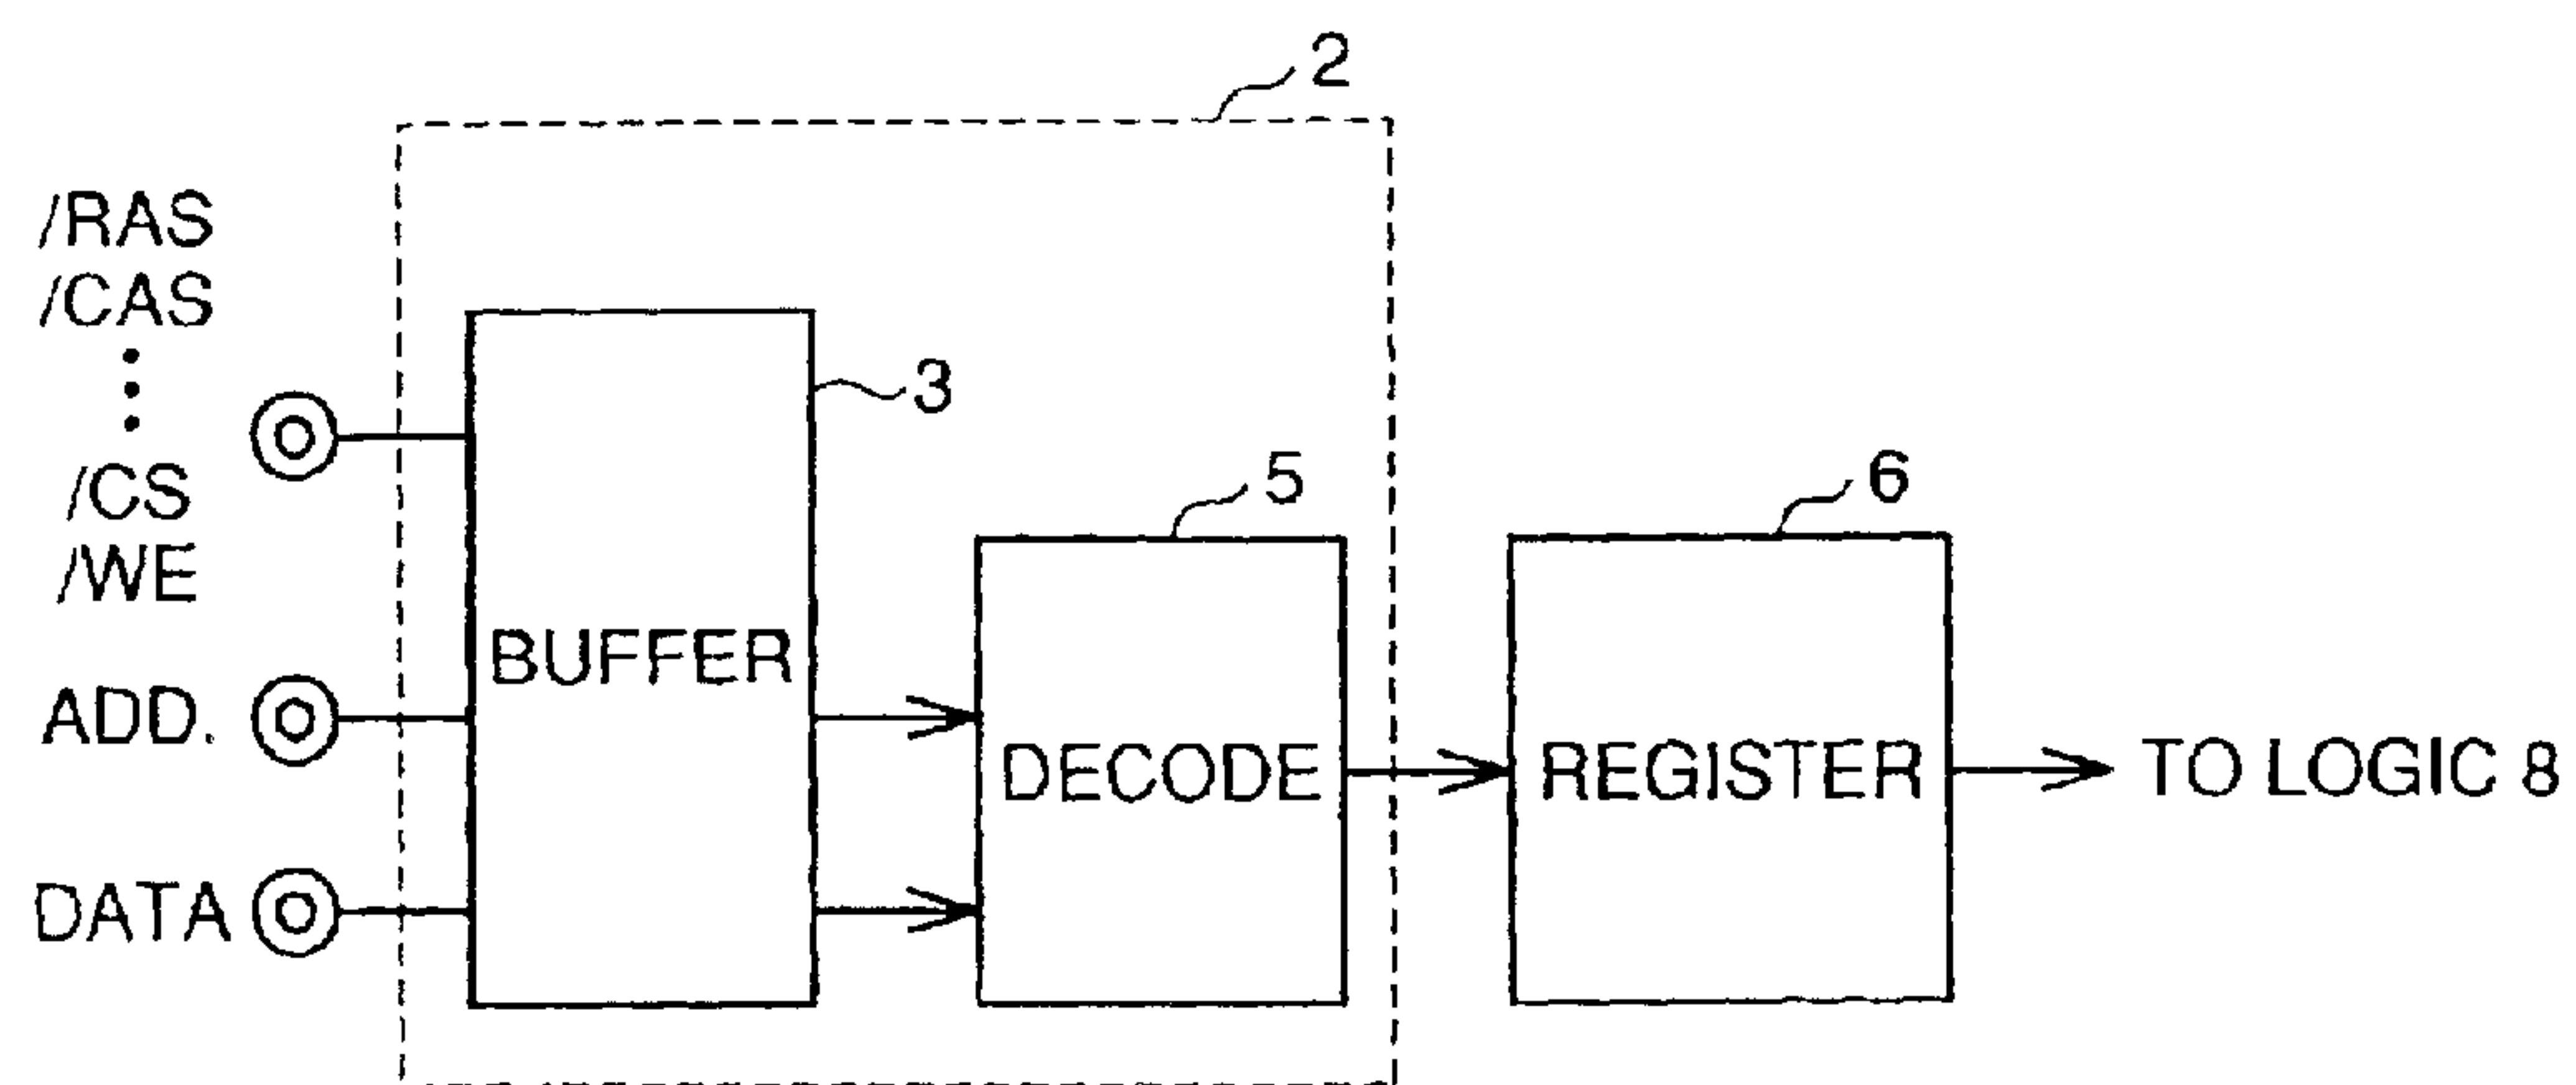 2
/RAS
/CAS
/CS
/WE
3
5
6
BUFFER
ADD.
DECODE
REGISTER
TO LOGIC 8
DATA